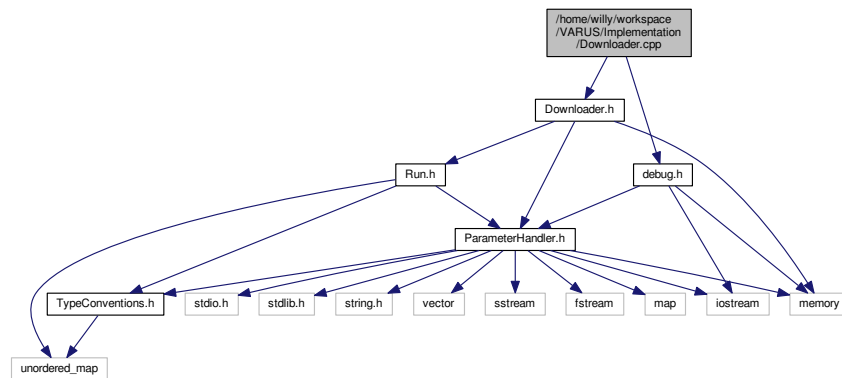 /home/willy/workspace
/VARUS/Implementation
/Downloader.cpp
Downloader.h
Run.h
debug.h
ParameterHandler.h
TypeConventions.h
stdio.h
stdlib.h
string.h
vector
sstream
fstream
map
iostream
memory
unordered_map